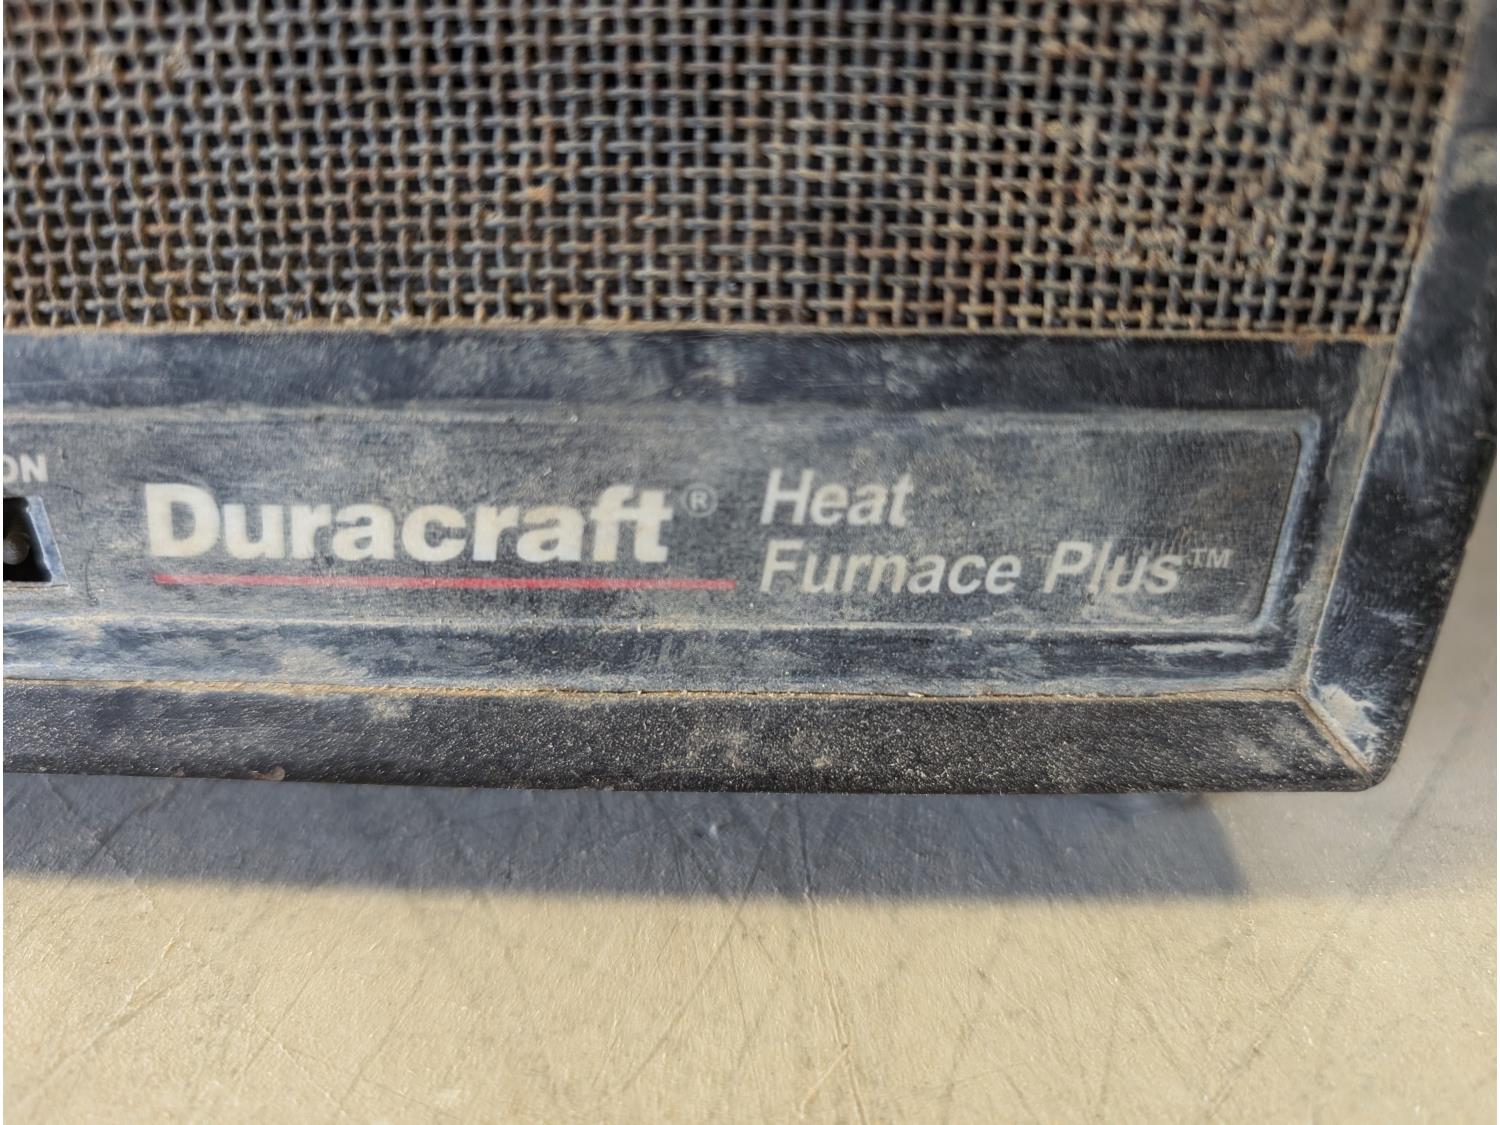 ON
Duracraft®
Heat
Furnace Plus™